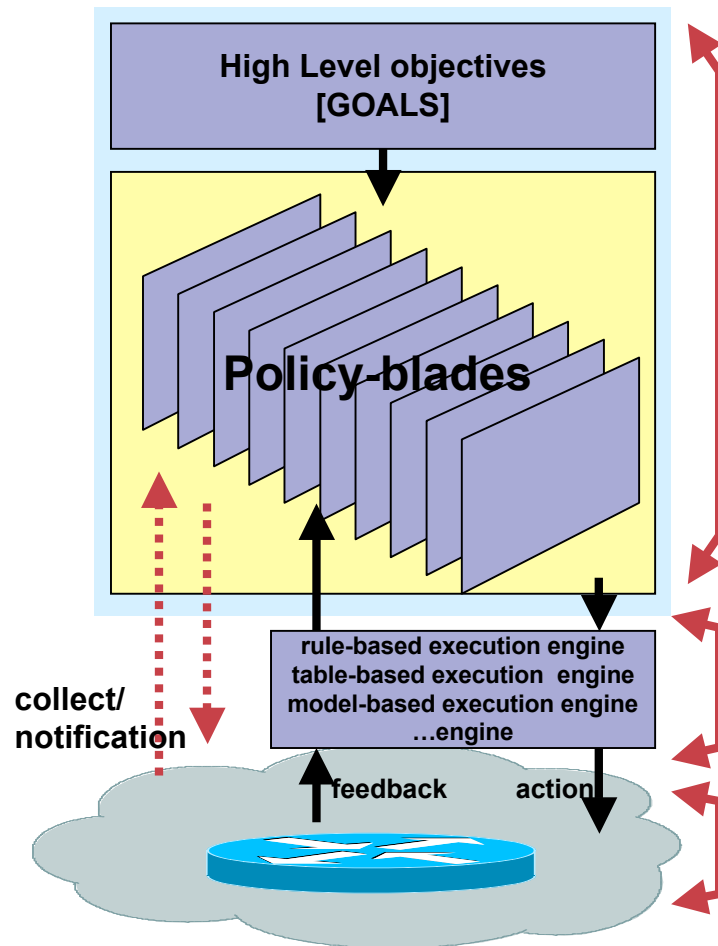 High Level objectives
[GOALS]
Policy-blades
rule-based execution engine
table-based execution  engine
model-based execution engine
…engine
collect/
notification
feedback
action